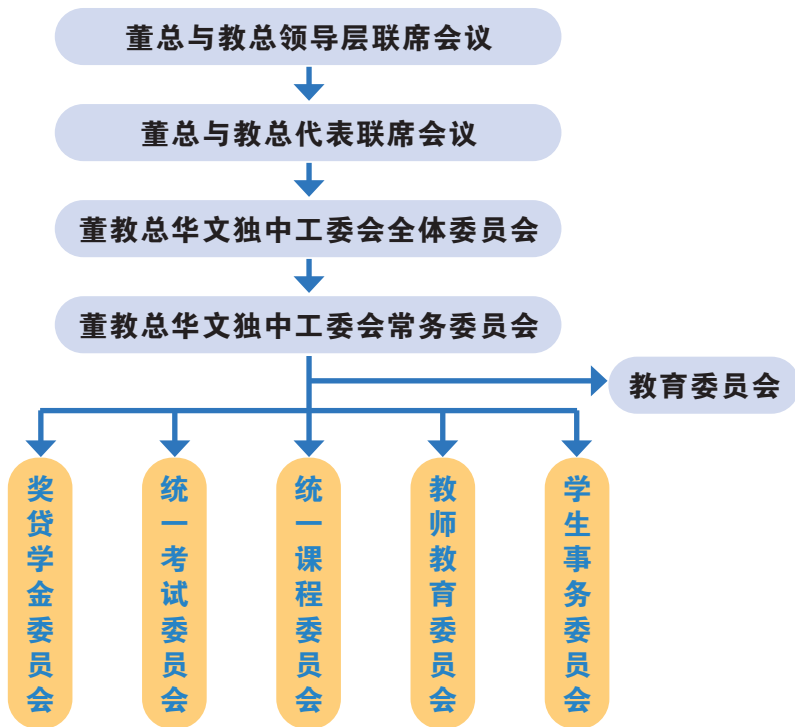 董总与教总领导层联席会议
董总与教总代表联席会议
董教总华文独中工委会全体委员会
董教总华文独中工委会常务委员会
教育委员会
奖贷学金委员会
统一考试委员会
统一课程委员会
教师教育委员会
学生事务委员会